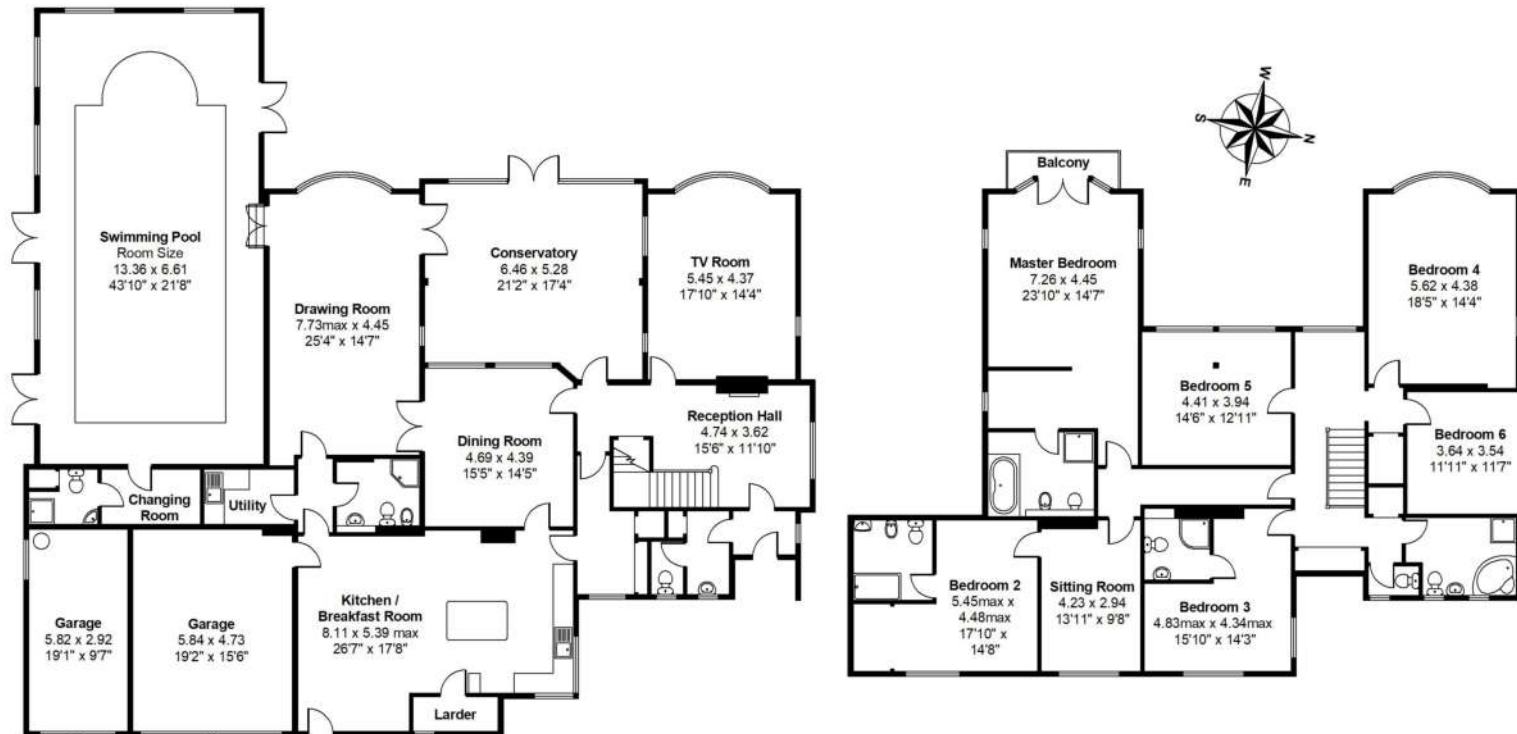 Swimming Pool
Room Size
13.36 x 6.61
43'10" x 21'8"
Drawing Room
7.73max x 4.45
25'4" x 14'7"
Conservatory
6.46 x 5.28
21'2" x 17'4"
TV Room
5.45 x 4.37
17'10" x 14'4"
Dining Room
4.69 x 4.39
15'5" x 14'5"
Reception Hall
4.74 x 3.62
15'6" x 11'10"
Changing
Room
Utility
Garage
5.82 x 2.92
19'1" x 9'7"
Garage
5.84 x 4.73
19'2" x 15'6"
Kitchen /
Breakfast Room
8.11 x 5.39 max
26'7" x 17'8"
Larder
W
S
N
E
Balcony
Master Bedroom
7.26 x 4.45
23'10" x 14'7"
Bedroom 4
5.62 x 4.38
18'5" x 14'4"
Bedroom 5
4.41 x 3.94
14'6" x 12'11"
Bedroom 6
3.64 x 3.54
11'11" x 11'7"
Bedroom 2
5.45max x
4.48max
17'10" x
14'8"
Sitting Room
4.23 x 2.94
13'11" x 9'8"
Bedroom 3
4.83max x 4.34max
15'10" x 14'3"